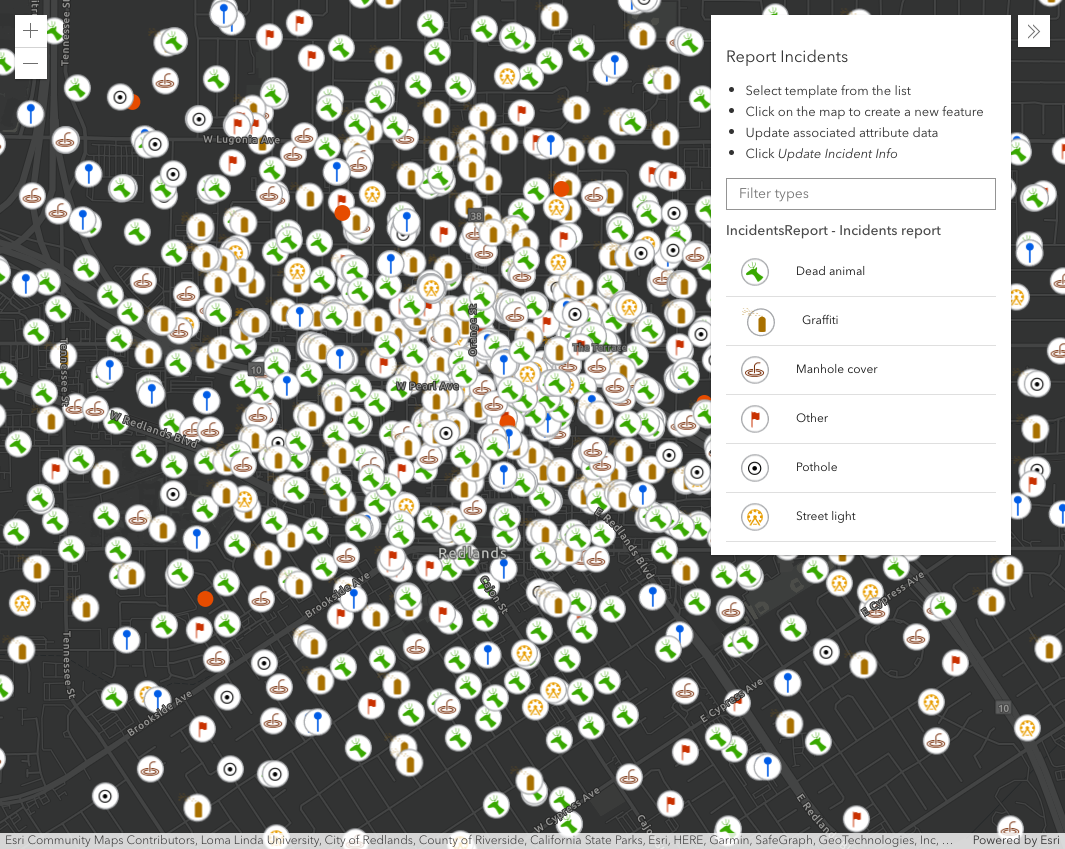 Tennessee St
W Lugonia Ave
38
Orange St
The Terrace
10
W Pearl Ave
Tennessee St
W Redlands Blvd
E Redlands Blvd
Redlands
Cajon St
Brookside Ave
E Cypress Ave
Tennessee St
Brookside Ave
E Cypress Ave
10
W Cypress Ave
Report Incidents
Select template from the list
Click on the map to create a new feature
Update associated attribute data
Click Update Incident Info
Filter types
IncidentsReport - Incidents report
Dead animal
Graffiti
Manhole cover
Other
Pothole
Street light
Esri Community Maps Contributors, Loma Linda University, City of Redlands, County of Riverside, California State Parks, Esri, HERE, Garmin, SafeGraph, GeoTechnologies, Inc, …
Powered by Esri